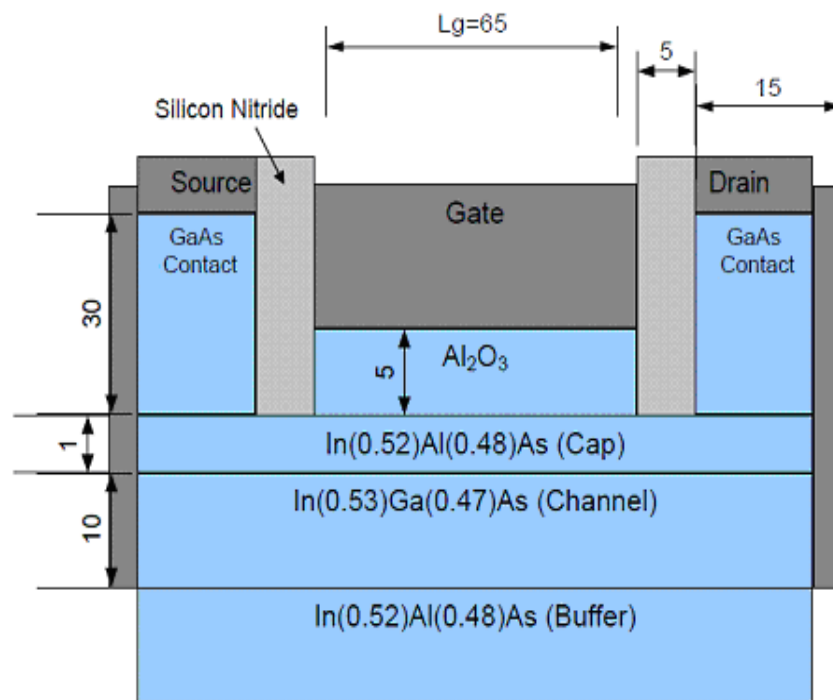 Lg=65
5
15
Silicon Nitride
Source
Drain
Gate
GaAs
Contact
GaAs
Contact
30
5
Al₂O₃
1
In(0.52)Al(0.48)As (Cap)
In(0.53)Ga(0.47)As (Channel)
10
In(0.52)Al(0.48)As (Buffer)